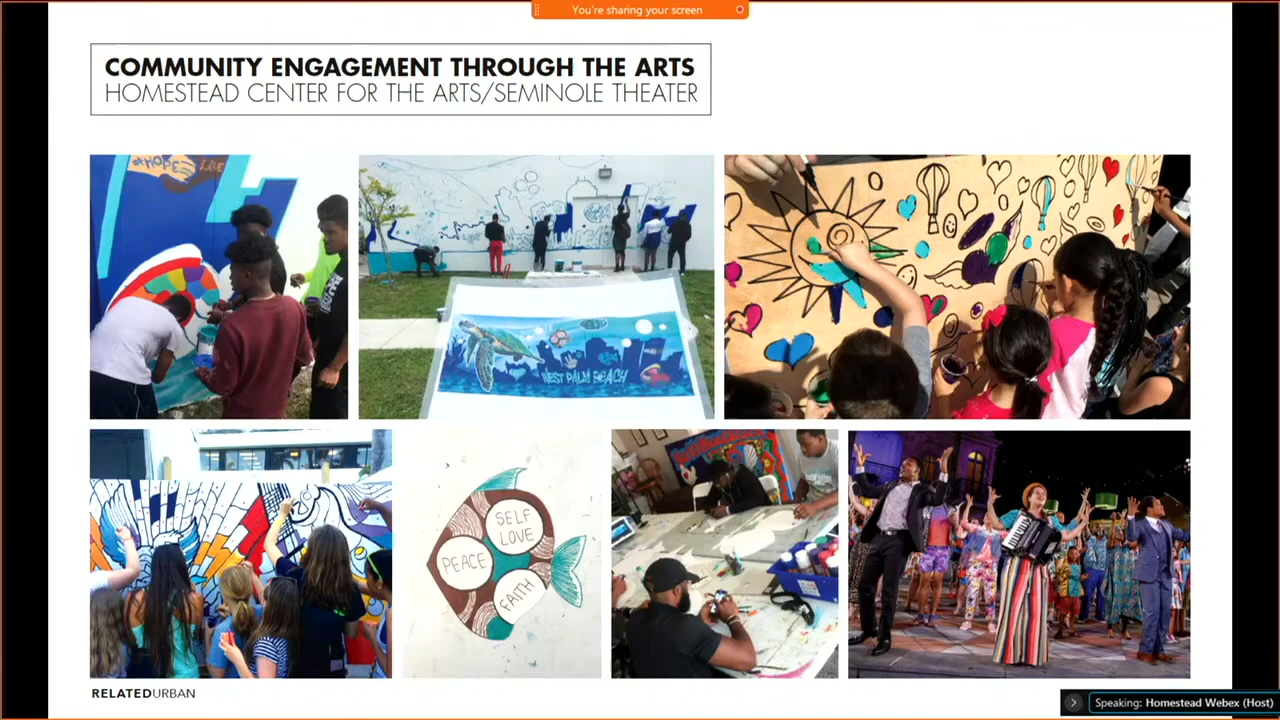 You're sharing your screen
COMMUNITY ENGAGEMENT THROUGH THE ARTS
HOMESTEAD CENTER FOR THE ARTS/SEMINOLE THEATER
#HOPE
LOVE
WEST PALM BEACH
SELF
LOVE
PEACE
FAITH
RELATEDURBAN
Speaking: Homestead Webex (Host)